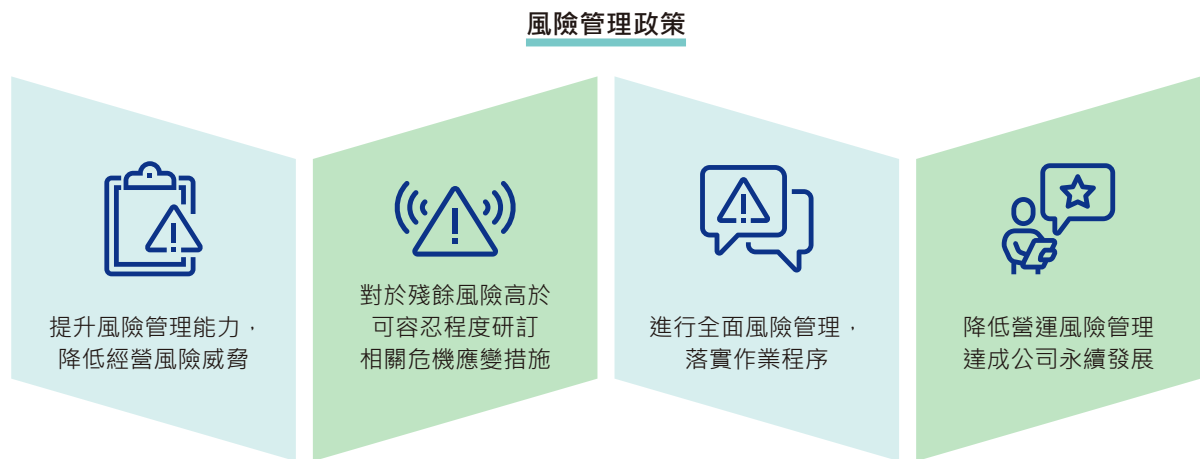 風險管理政策
提升風險管理能力，
降低經營風險威脅
對於殘餘風險高於
可容忍程度研訂
相關危機應變措施
進行全面風險管理，
落實作業程序
降低營運風險管理
達成公司永續發展